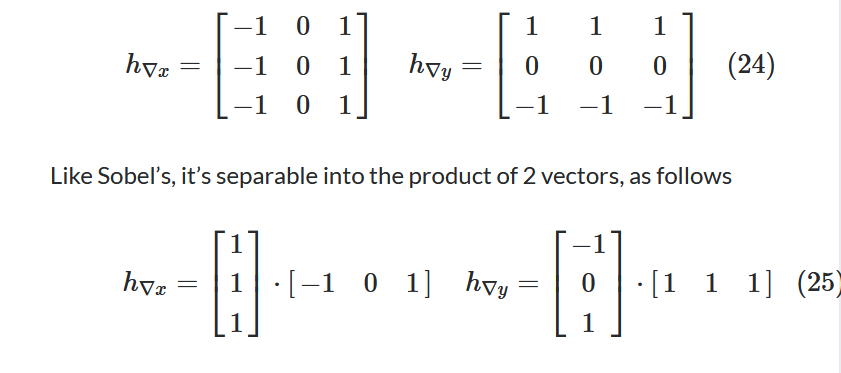 h∇x = [−1 0 1; −1 0 1; −1 0 1] h∇y = [1 1 1; 0 0 0; −1 −1 −1] (24)
Like Sobel’s, it’s separable into the product of 2 vectors, as follows
h∇x = [1; 1; 1] · [−1 0 1] h∇y = [−1; 0; 1] · [1 1 1] (25)